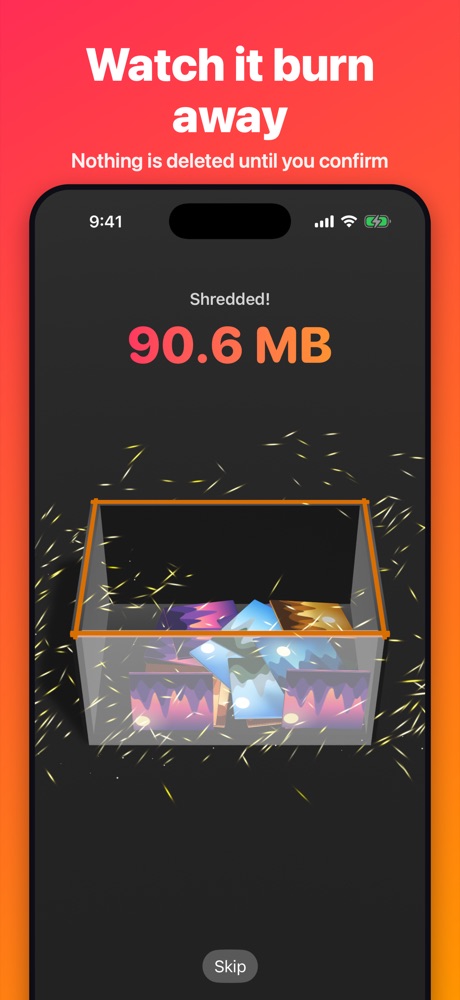 Watch it burn
away
Nothing is deleted until you confirm
9:41
Shredded!
90.6 MB
Skip